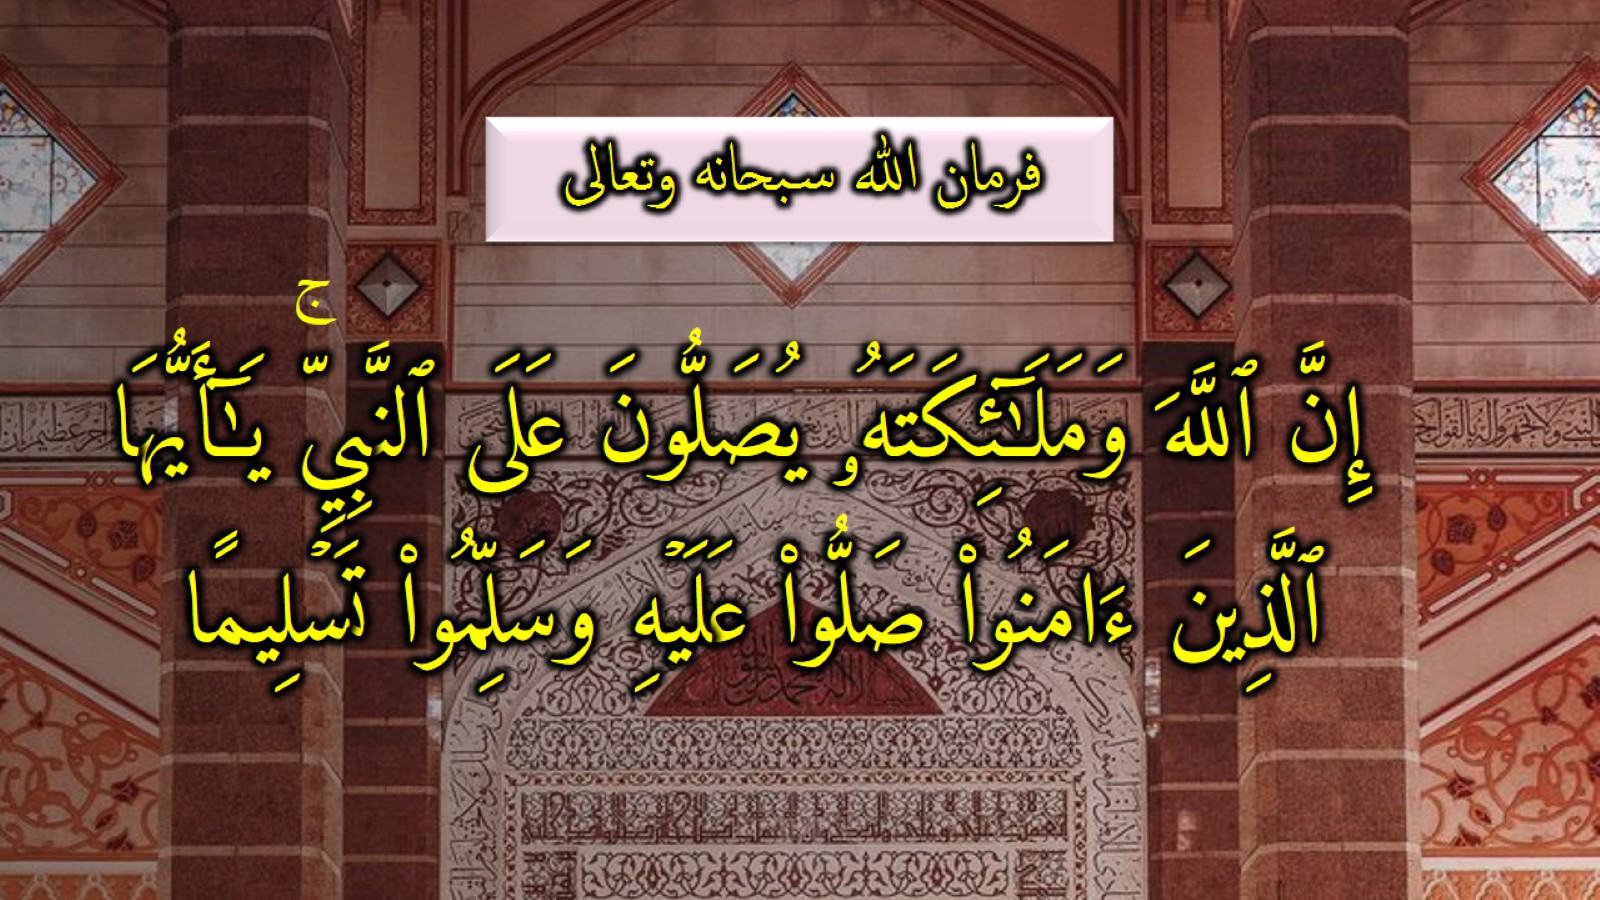 فرمان الله سبحانه وتعالى
إِنَّ ٱللَّهَ وَمَلَـٰٓئِكَتَهُۥ يُصَلُّونَ عَلَى ٱلنَّبِيِّ ۚ يَـٰٓأَيُّهَا
ٱلَّذِينَ ءَامَنُوا۟ صَلُّوا۟ عَلَيْهِ وَسَلِّمُوا۟ تَسْلِيمًا